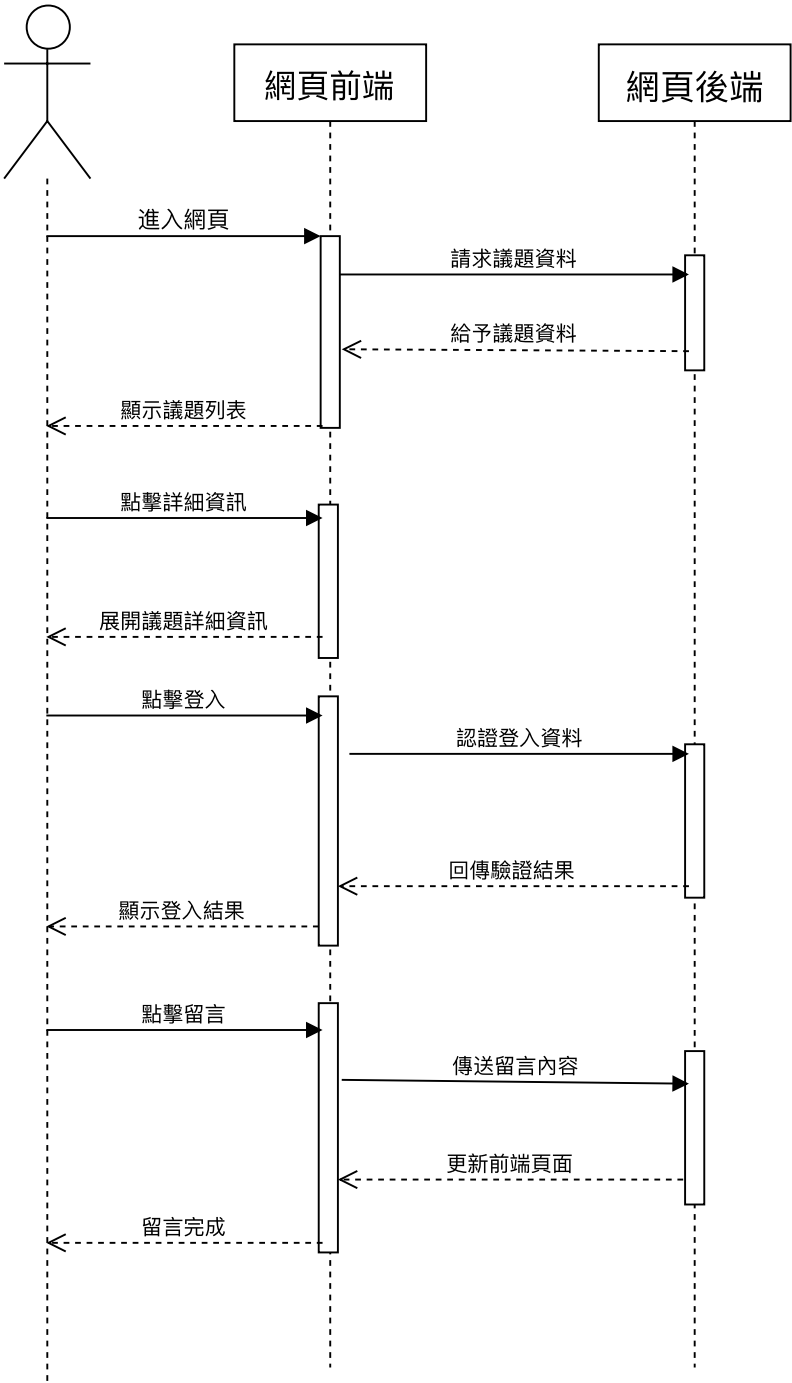 網頁前端
網頁後端
進入網頁
請求議題資料
給予議題資料
顯示議題列表
點擊詳細資訊
展開議題詳細資訊
點擊登入
認證登入資料
回傳驗證結果
顯示登入結果
點擊留言
傳送留言內容
更新前端頁面
留言完成